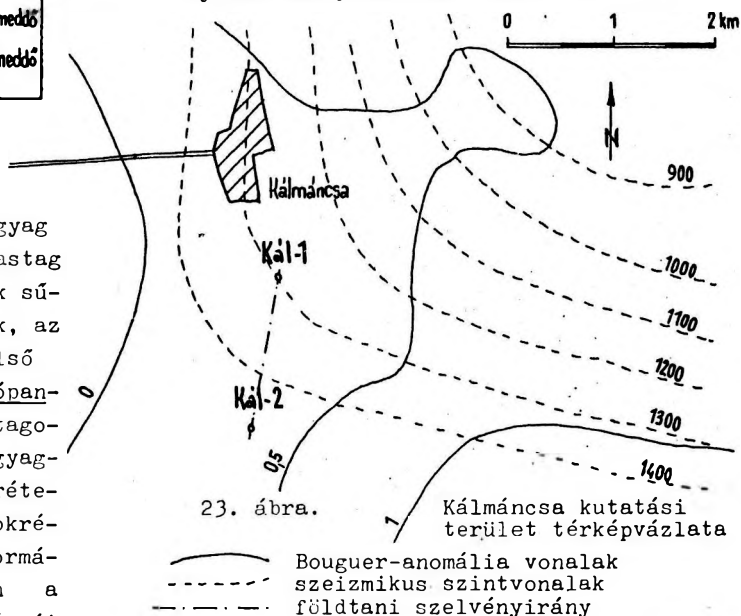 meddő
meddő
0
2 km
N
Kálmáncsa
900
1000
1100
1200
1300
1400
Kál-1
Kál-2
0
0,5
1
gyag
astag
k sű-
k, az
lső
őpan-
tago-
gyag-
réte-
okré-
ormá-
a
23. ábra.
Kálmáncsa kutatási
terület térképvázlata
Bouguer-anomália vonalak
szeizmikus szintvonalak
földtani szelvényirány